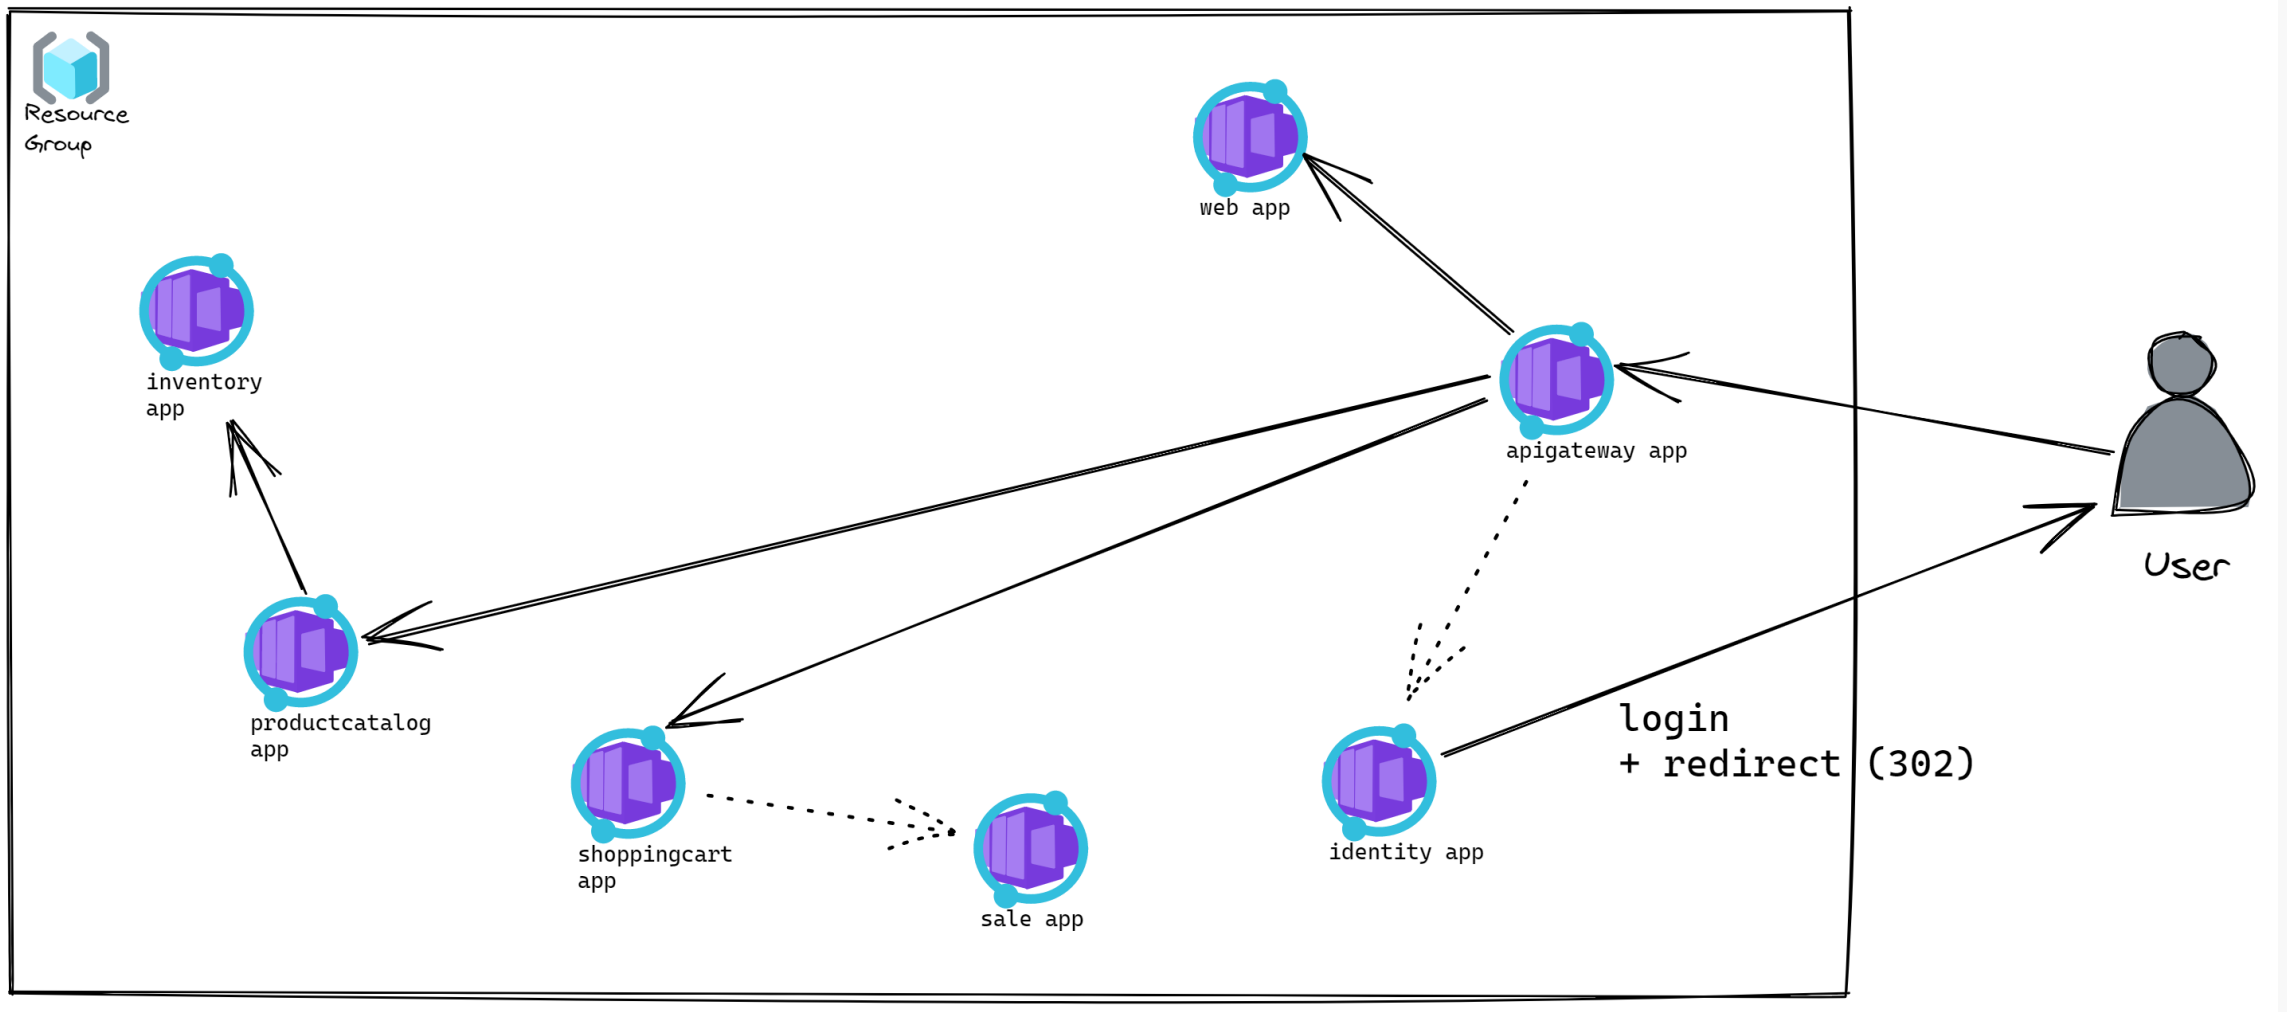 Resource
Group
web app
inventory
app
apigateway app
User
productcatalog
app
login
+ redirect (302)
shoppingcart
app
identity app
sale app